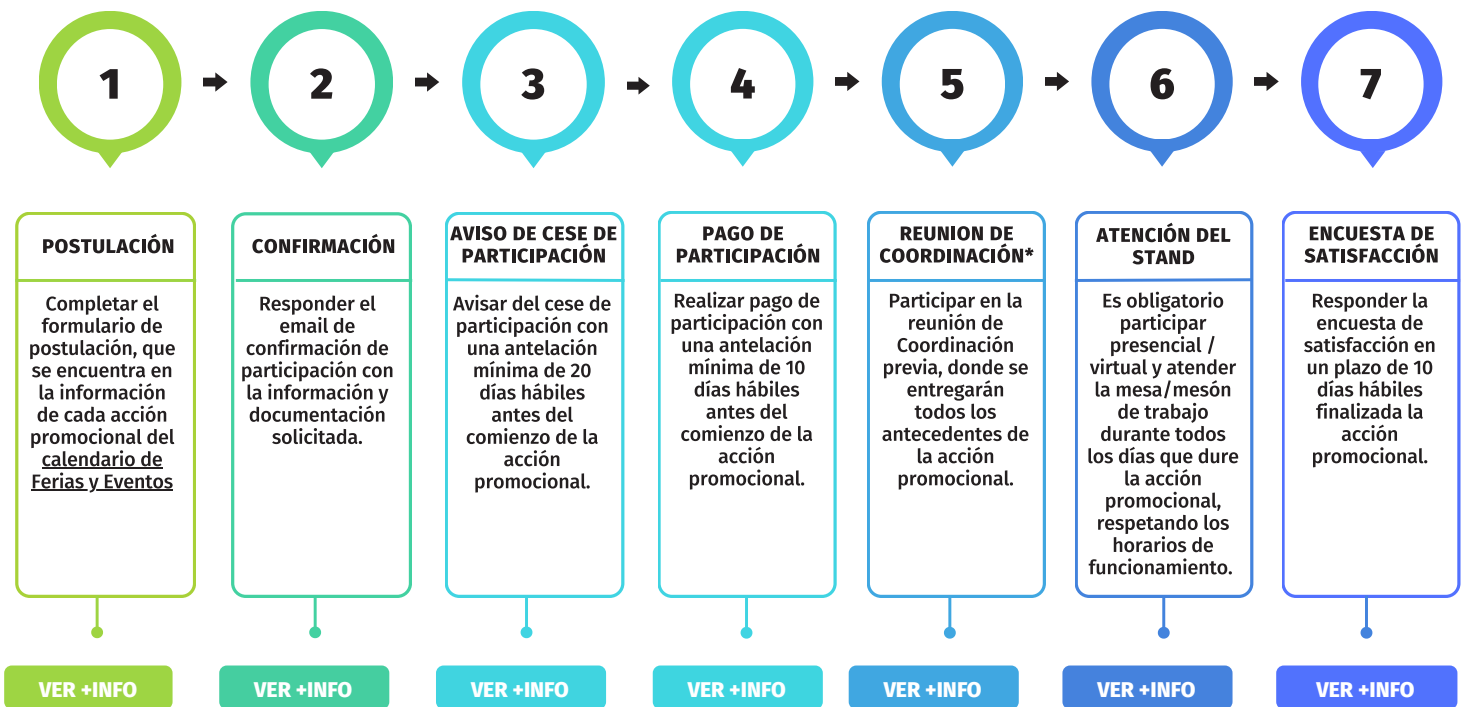 1
2
3
4
5
6
7
POSTULACIÓN
Completar el
formulario de
postulación, que
se encuentra en
la información
de cada acción
promocional del
calendario de
Ferias y Eventos
CONFIRMACIÓN
Responder el
email de
confirmación de
participación con
la información y
documentación
solicitada.
AVISO DE CESE DE
PARTICIPACIÓN
Avisar del cese de
participación con
una antelación
mínima de 20
días hábiles
antes del
comienzo de la
acción
promocional.
PAGO DE
PARTICIPACIÓN
Realizar pago de
participación con
una antelación
mínima de 10
días hábiles
antes del
comienzo de la
acción
promocional.
REUNION DE
COORDINACIÓN*
Participar en la
reunión de
Coordinación
previa, donde se
entregarán
todos los
antecedentes de
la acción
promocional.
ATENCIÓN DEL
STAND
Es obligatorio
participar
presencial /
virtual y atender
la mesa/mesón
de trabajo
durante todos
los días que dure
la acción
promocional,
respetando los
horarios de
funcionamiento.
ENCUESTA DE
SATISFACCIÓN
Responder la
encuesta de
satisfacción en
un plazo de 10
días hábiles
finalizada la
acción
promocional.
VER +INFO
VER +INFO
VER +INFO
VER +INFO
VER +INFO
VER +INFO
VER +INFO